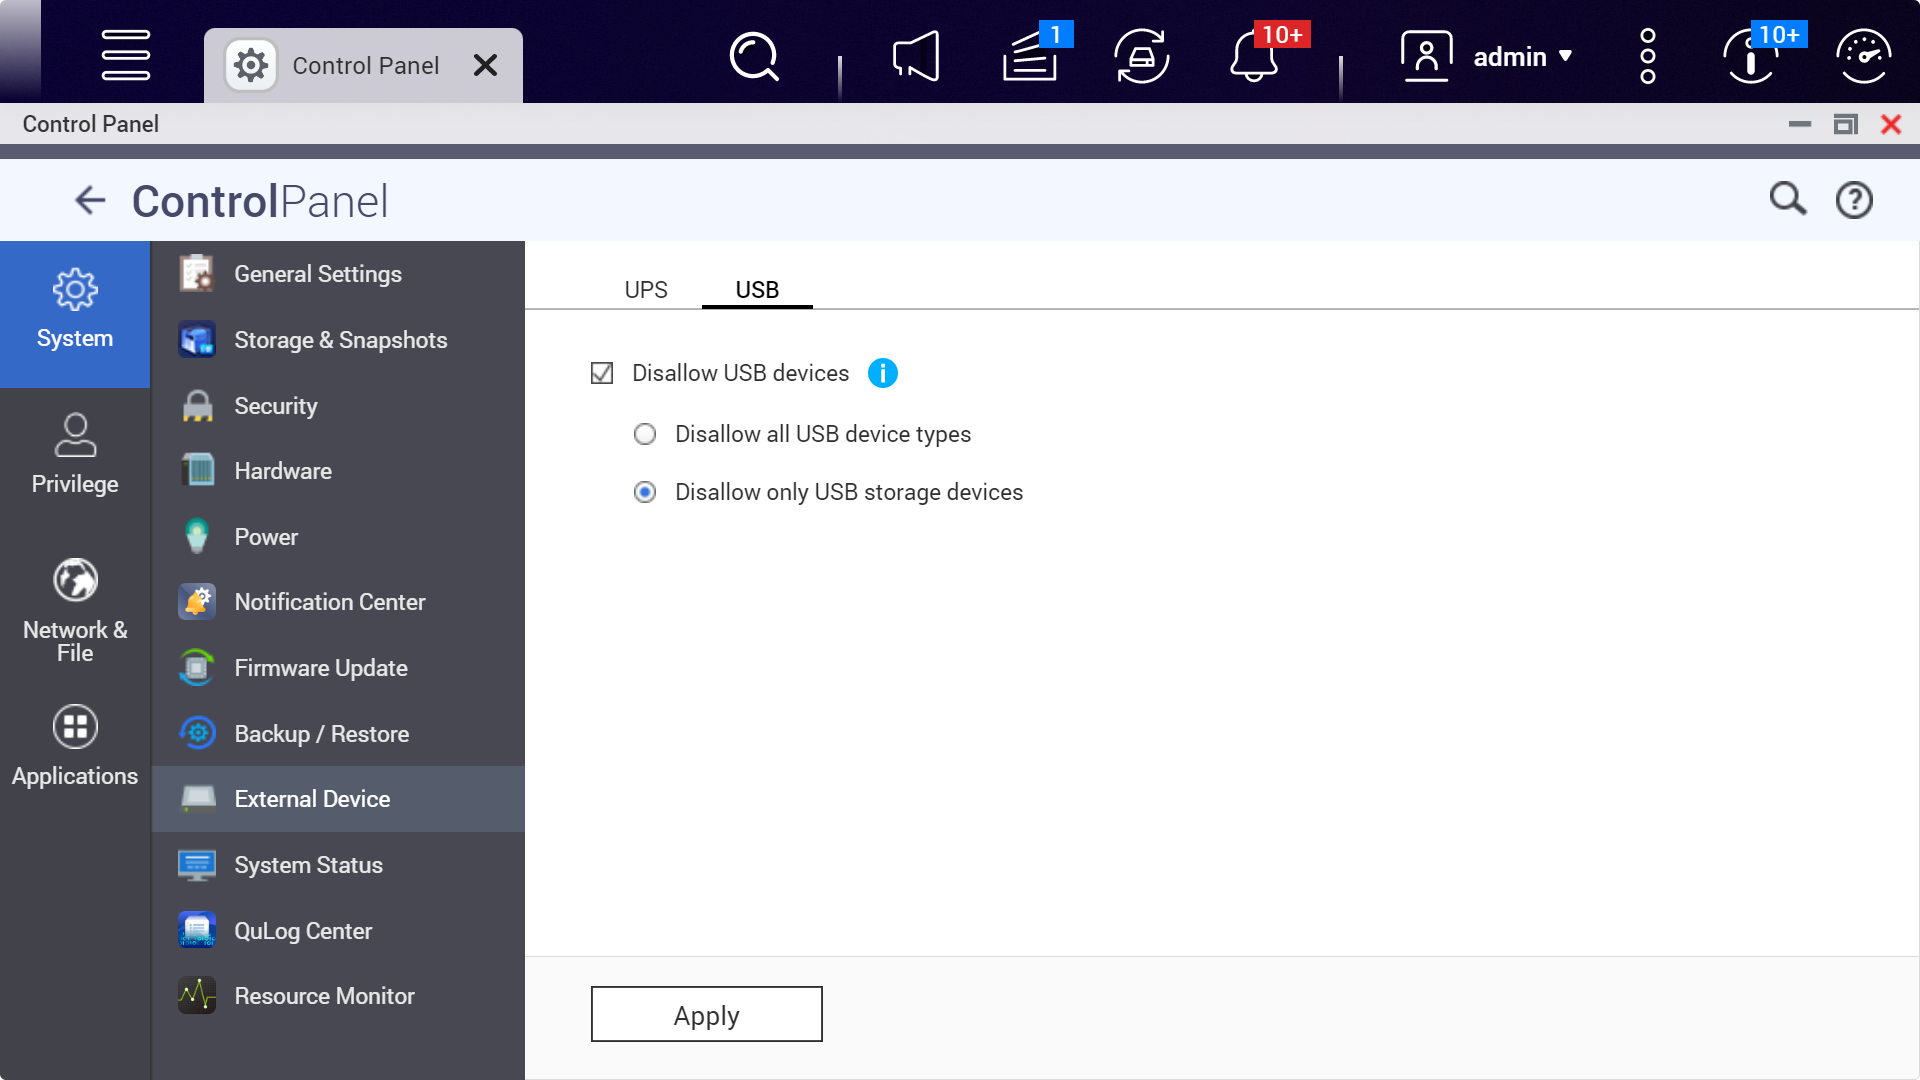 Control Panel
1
10+
admin
10+
Control Panel
ControlPanel
System
Privilege
Network &
File
Applications
General Settings
Storage & Snapshots
Security
Hardware
Power
Notification Center
Firmware Update
Backup / Restore
External Device
System Status
QuLog Center
Resource Monitor
UPS
USB
Disallow USB devices
Disallow all USB device types
Disallow only USB storage devices
Apply